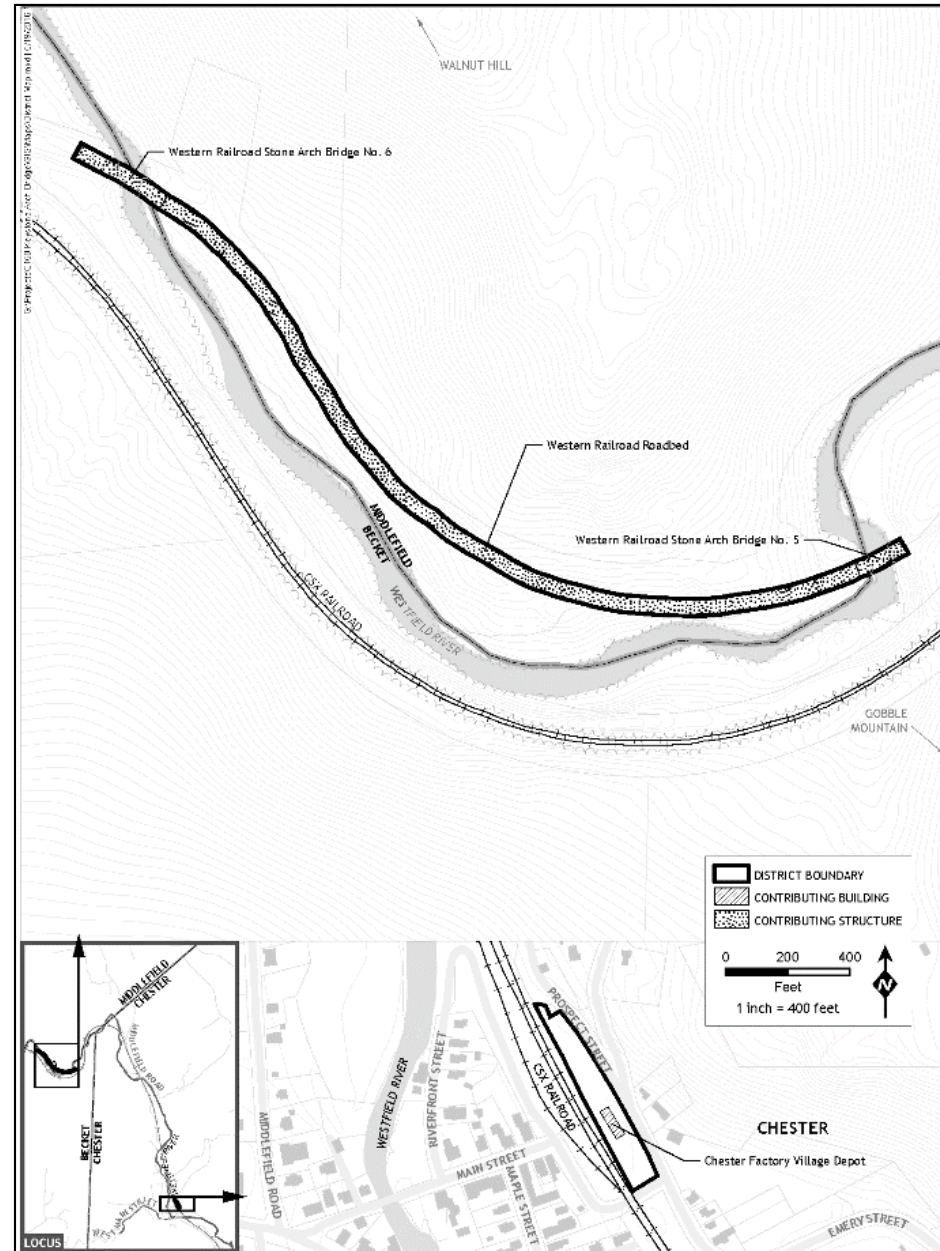 WALNUT HILL
Western Railroad Stone Arch Bridge No. 6
Western Railroad Roadbed
Western Railroad Stone Arch Bridge No. 5
MIDDLEFIELD
BECKET
WESTFIELD RIVER
CSX RAILROAD
GOBBLE
MOUNTAIN
DISTRICT BOUNDARY
CONTRIBUTING BUILDING
CONTRIBUTING STRUCTURE
0 200 400
Feet
1 inch = 400 feet
N
MIDDLEFIELD
CHESTER
MIDDLEFIELD ROAD
BECKET
CHESTER
WEST MAIN STREET
LOCUS
MIDDLEFIELD ROAD
WESTFIELD RIVER
RIVERFRONT STREET
MAIN STREET
MAPLE STREET
CSX RAILROAD
PROSPECT STREET
CHESTER
Chester Factory Village Depot
EMERY STREET